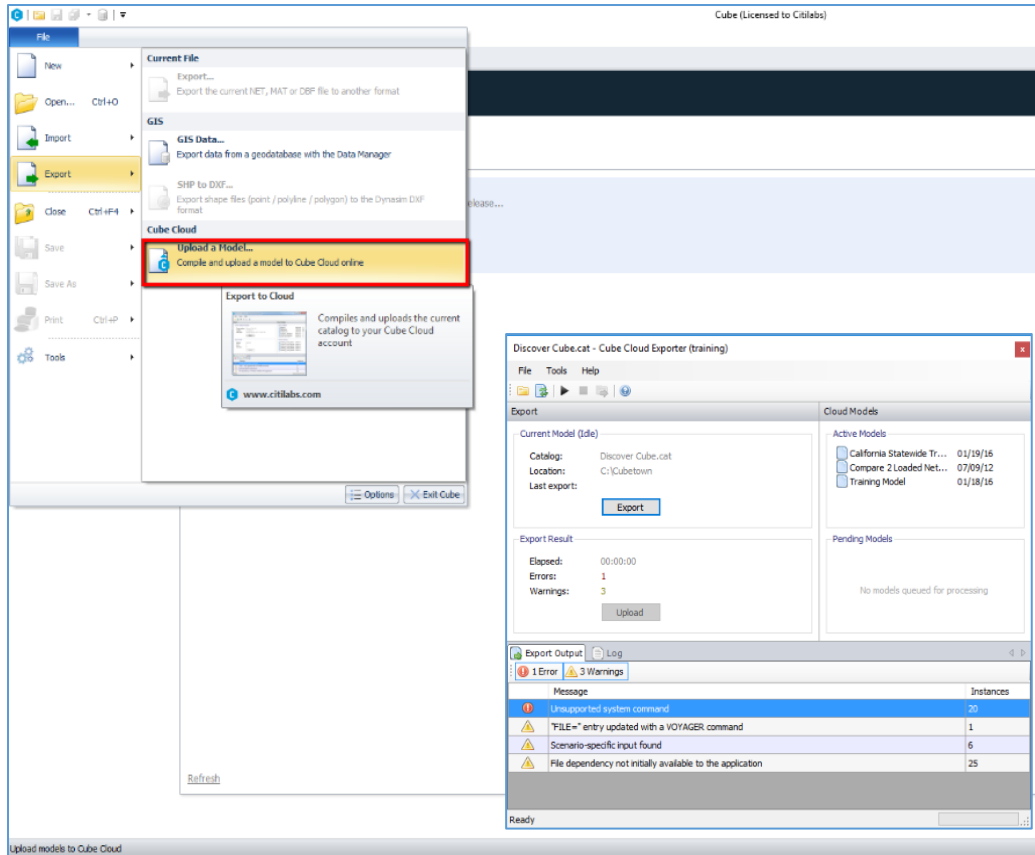 Cube (Licensed to Citilabs)
File
New
Open... Ctrl+O
Import
Export
Close Ctrl+F4
Save
Save As
Print Ctrl+P
Tools
Current File
Export...
Export the current NET, MAT or DBF file to another format
GIS
GIS Data...
Export data from a geodatabase with the Data Manager
SHP to DXF...
Export shape files (point / polyline / polygon) to the Dynasim DXF
format
Cube Cloud
Upload a Model...
Compile and upload a model to Cube Cloud online
elease...
Export to Cloud
Compiles and uploads the current
catalog to your Cube Cloud
account
www.citilabs.com
Options Exit Cube
Discover Cube.cat - Cube Cloud Exporter (training)
x
File Tools Help
Export
Cloud Models
Current Model (Idle)
Catalog: Discover Cube.cat
Location: C:\Cubetown
Last export:
Export
Active Models
California Statewide Tr... 01/19/16
Compare 2 Loaded Net... 07/09/12
Training Model 01/18/16
Export Result
Elapsed: 00:00:00
Errors: 1
Warnings: 3
Upload
Pending Models
No models queued for processing
Export Output Log
1 Error 3 Warnings
Message Instances
Unsupported system command 20
"FILE=" entry updated with a VOYAGER command 1
Scenario-specific input found 6
File dependency not initially available to the application 25
Ready
Refresh
Upload models to Cube Cloud